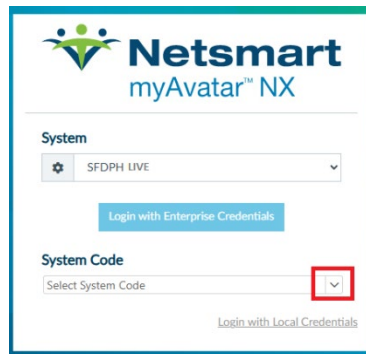 Netsmart
myAvatar™ NX
System
SFDPH LIVE
Login with Enterprise Credentials
System Code
Select System Code
Login with Local Credentials